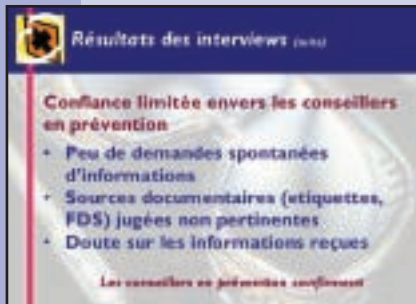 Résultats des interviews (suite)
Confiance limitée envers les conseillers
en prévention
• Peu de demandes spontanées
d'informations
• Sources documentaires (etiquettes,
FDS) jugées non pertinentes
• Doute sur les informations reçues
Les conseillers en prévention confirment